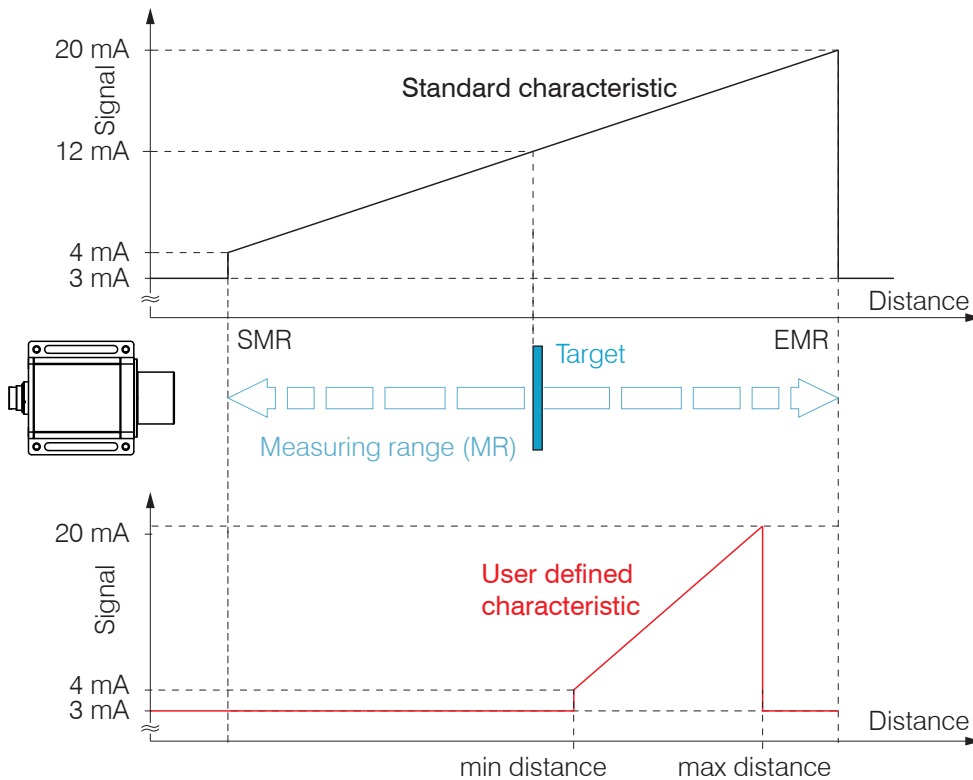 20 mA
Signal
Standard characteristic
12 mA
4 mA
3 mA
Distance
SMR
EMR
Target
Measuring range (MR)
20 mA
Signal
User defined
characteristic
4 mA
3 mA
Distance
min distance
max distance